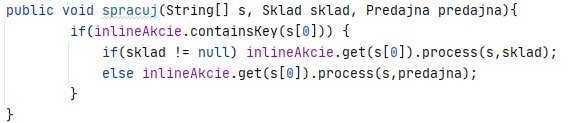 public void spracuj(String[] s, Sklad sklad, Predajna predajna){
if(inlineAkcie.containsKey(s[0])) {
if(sklad != null) inlineAkcie.get(s[0]).process(s,sklad);
else inlineAkcie.get(s[0]).process(s,predajna);
}
}